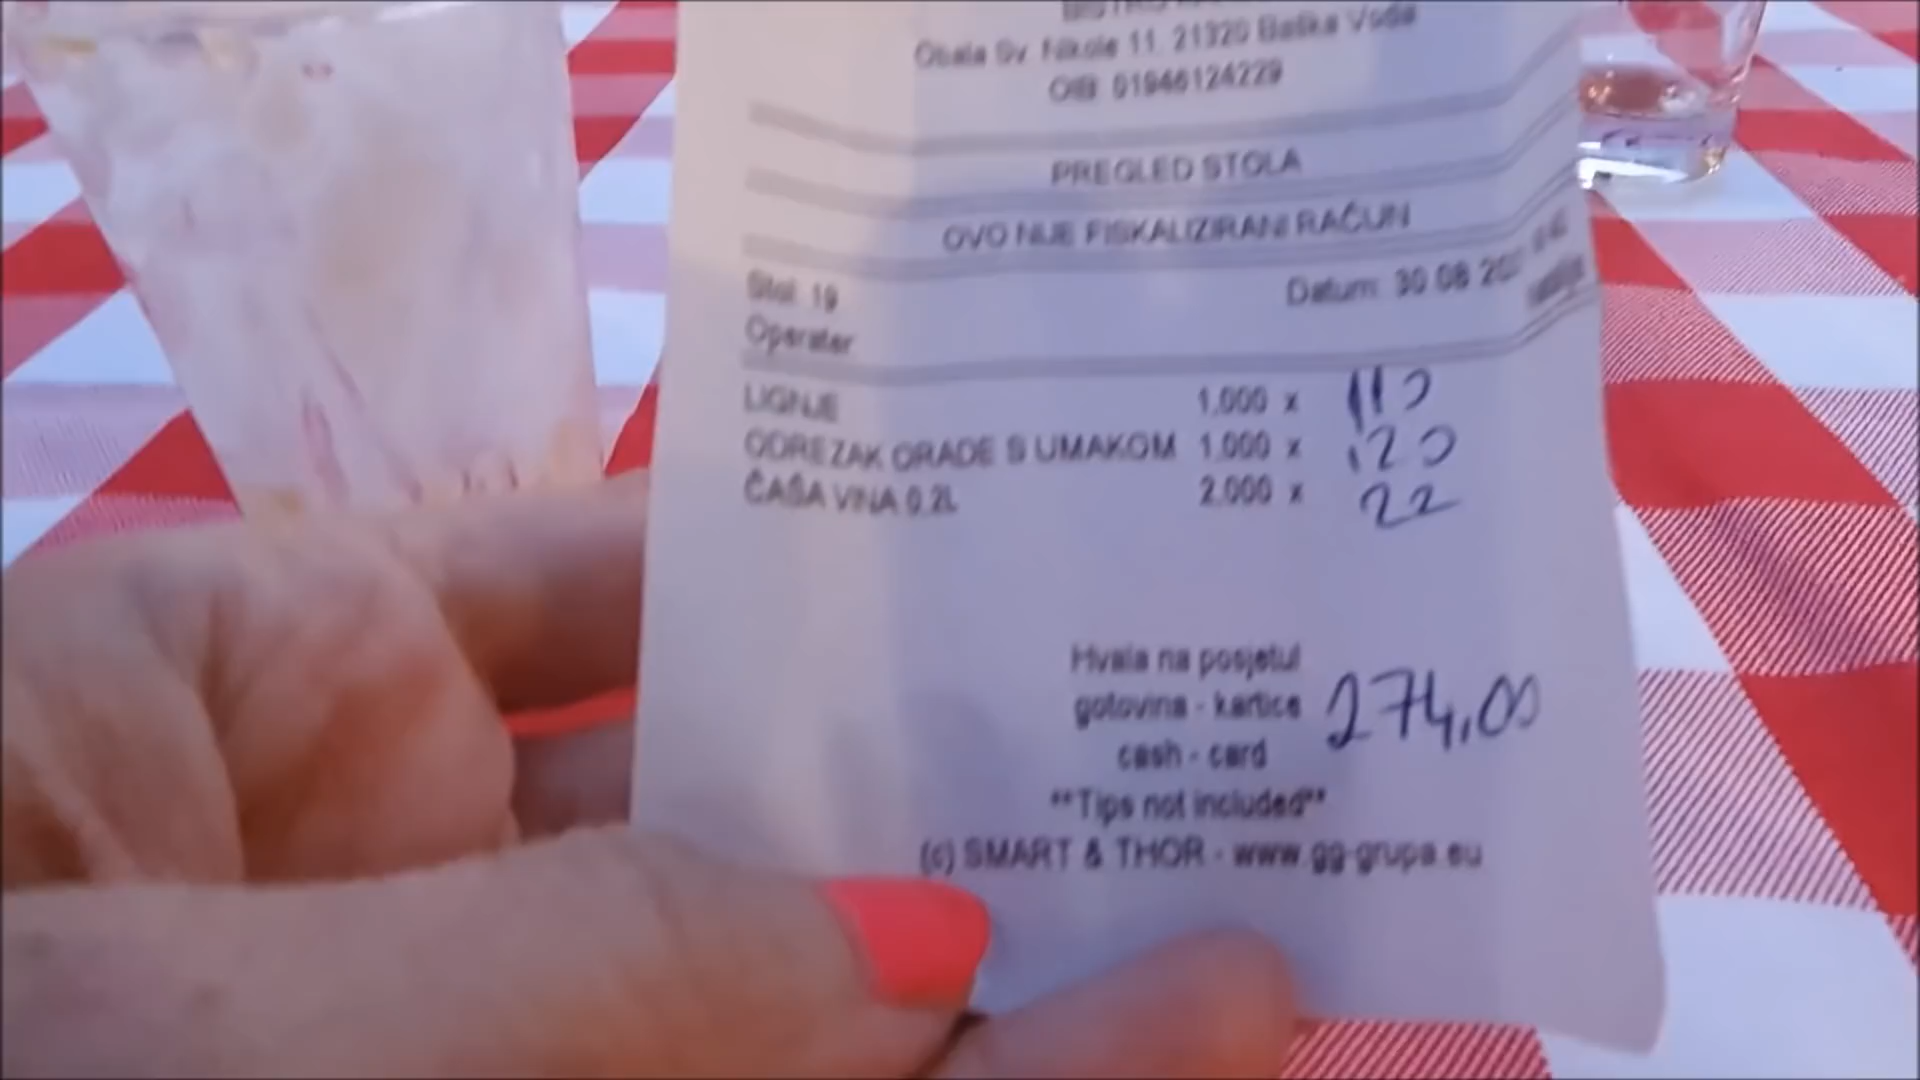 Obala Sv. Nikole 11, 21320 Baška Voda
OIB: 01946124229
PREGLED STOLA
OVO NIJE FISKALIZIRANI RAČUN
Stol: 19 Datum: 30.08.20
Operater
LIGNJE 1,000 x 110
ODREZAK ORADE S UMAKOM 1,000 x 120
ČAŠA VINA 0.2L 2,000 x 22
Hvala na posjetu!
gotovina - kartice 274,00
cash - card
**Tips not included**
(c) SMART & THOR - www.gg-grupa.eu